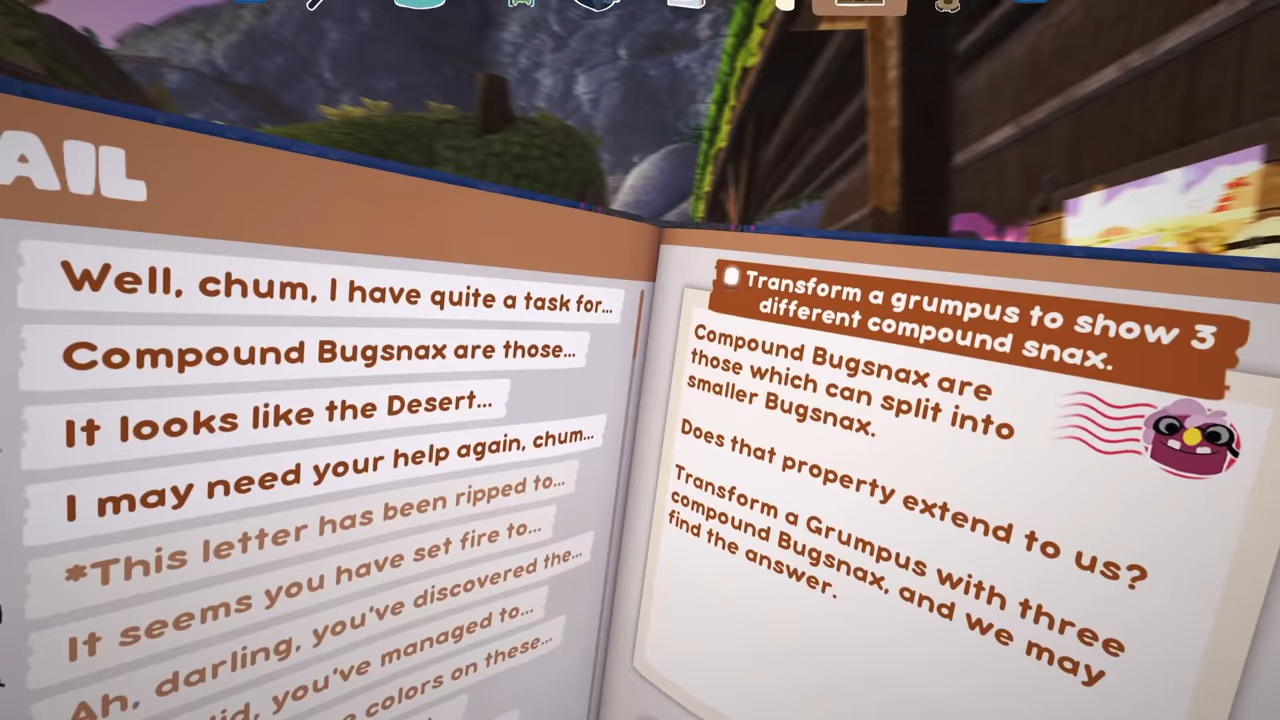 AIL
Well, chum, I have quite a task for...
Compound Bugsnax are those...
It looks like the Desert...
I may need your help again, chum...
*This letter has been ripped to...
It seems you have set fire to...
Ah, darling, you've discovered the...
you've managed to...
colors on these...
Transform a grumpus to show 3
different compound snax.
Compound Bugsnax are
those which can split into
smaller Bugsnax.
Does that property extend to us?
Transform a Grumpus with three
compound Bugsnax, and we may
find the answer.